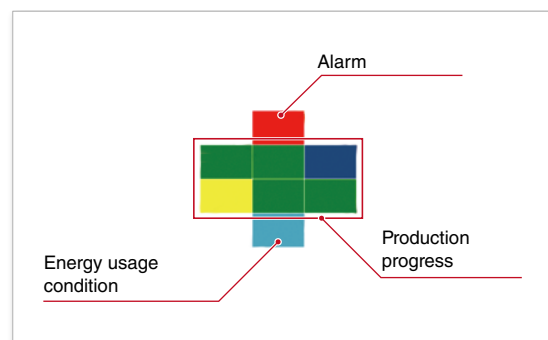 Alarm
Production
progress
Energy usage
condition